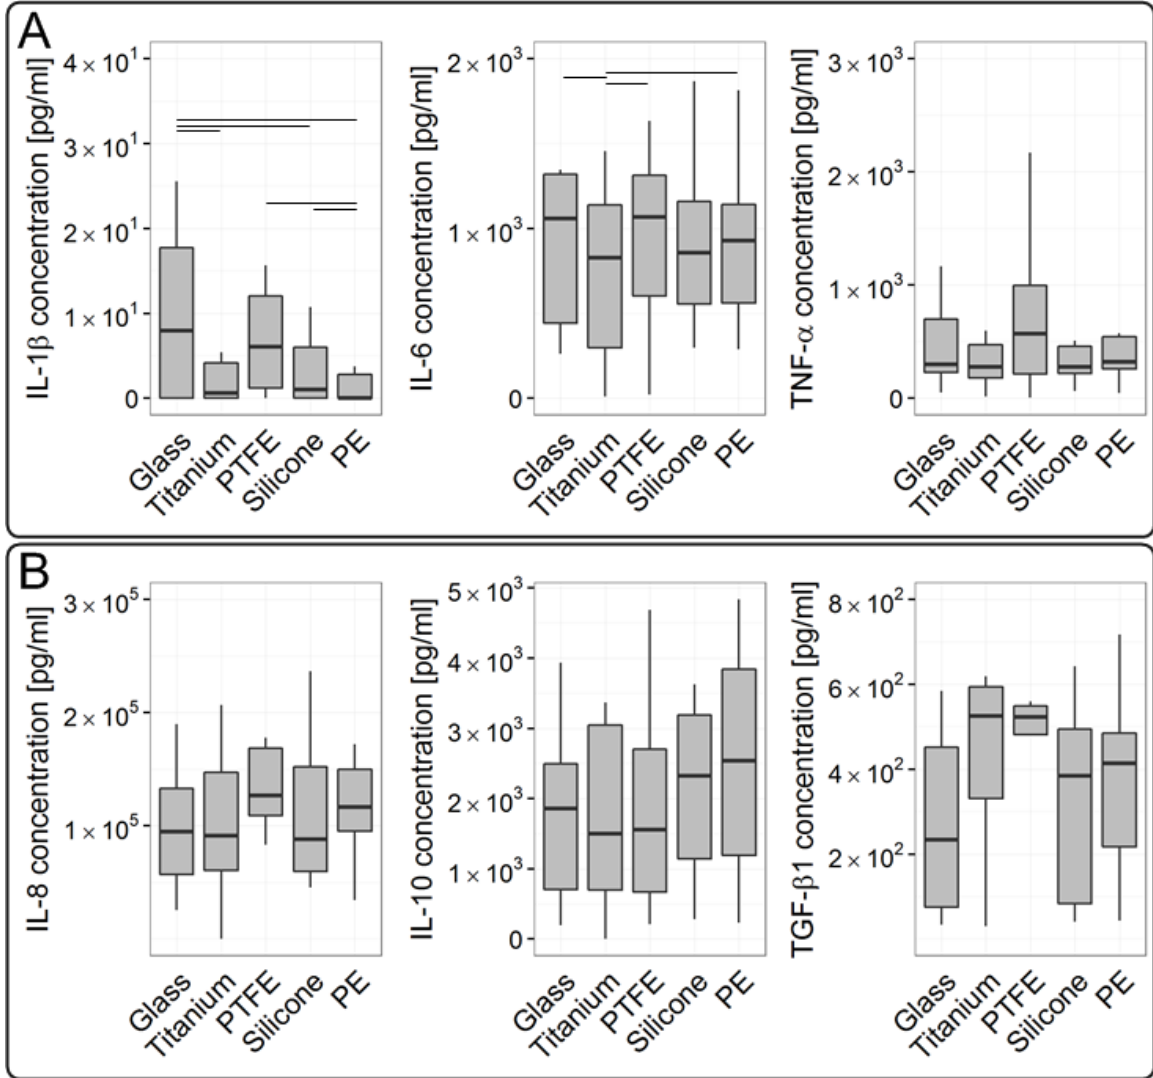 A
IL-1β concentration [pg/ml]
4 × 10¹
3 × 10¹
2 × 10¹
1 × 10¹
0
Glass
Titanium
PTFE
Silicone
PE
IL-6 concentration [pg/ml]
2 × 10³
1 × 10³
0
Glass
Titanium
PTFE
Silicone
PE
TNF-α concentration [pg/ml]
3 × 10³
2 × 10³
1 × 10³
0
Glass
Titanium
PTFE
Silicone
PE
B
IL-8 concentration [pg/ml]
3 × 10⁵
2 × 10⁵
1 × 10⁵
Glass
Titanium
PTFE
Silicone
PE
IL-10 concentration [pg/ml]
5 × 10³
4 × 10³
3 × 10³
2 × 10³
1 × 10³
0
Glass
Titanium
PTFE
Silicone
PE
TGF-β1 concentration [pg/ml]
8 × 10²
6 × 10²
4 × 10²
2 × 10²
Glass
Titanium
PTFE
Silicone
PE